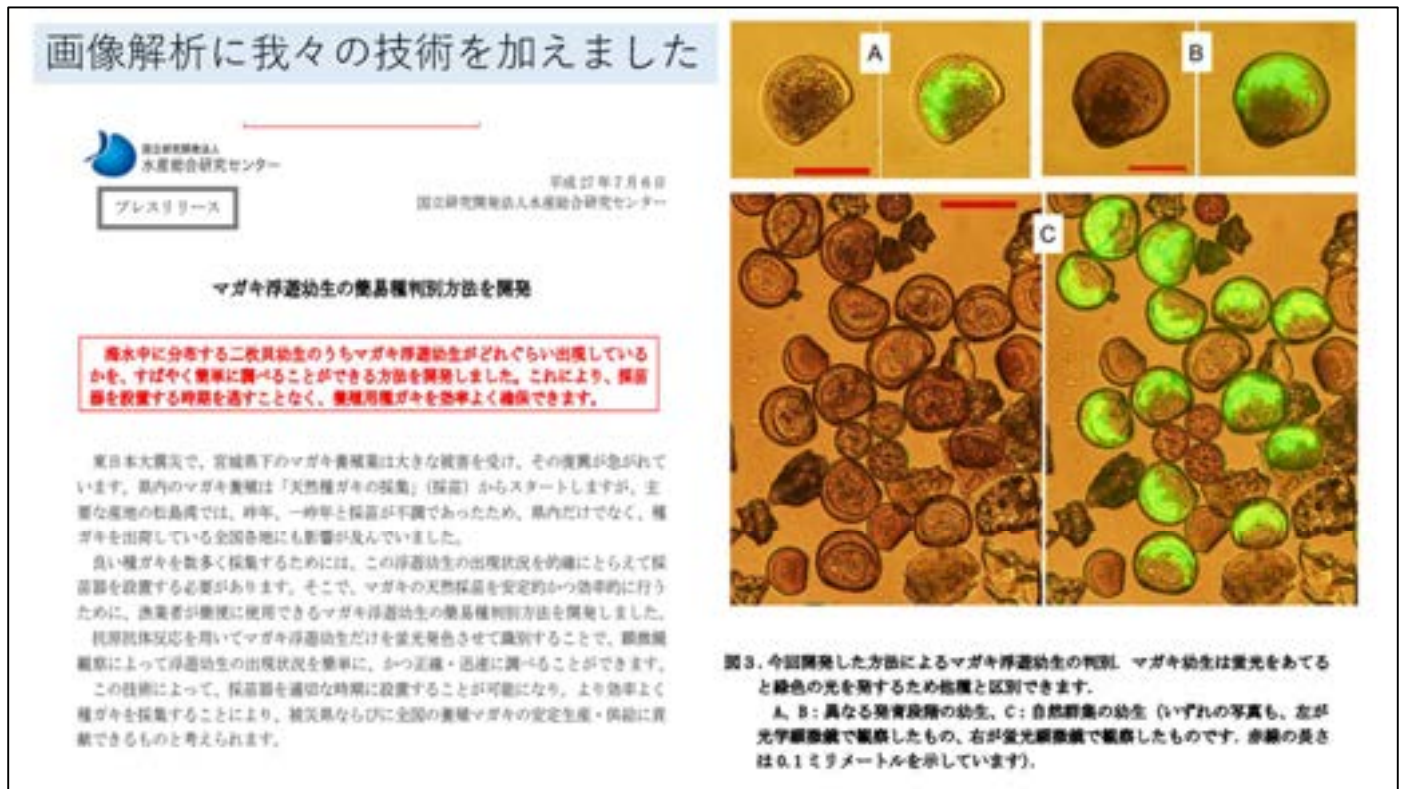 画像解析に我々の技術を加えました
国立研究開発法人
水産総合研究センター
プレスリリース
平成27年7月6日
国立研究開発法人水産総合研究センター
マガキ浮遊幼生の簡易種判別方法を開発
海水中に分布する二枚貝幼生のうちマガキ浮遊幼生がどれぐらい出現している
かを、すばやく簡単に調べることができる方法を開発しました。これにより、採苗
器を設置する時期を逃すことなく、養殖用種ガキを効率よく確保できます。
東日本大震災で、宮城県下のマガキ養殖業は大きな被害を受け、その復興が急がれて
います。県内のマガキ養殖は「天然種ガキの採集」(採苗)からスタートしますが、主
要な産地の松島湾では、昨年、一昨年と採苗が不調であったため、県内だけでなく、種
ガキを出荷している全国各地にも影響が及んでいました。
良い種ガキを数多く採集するためには、この浮遊幼生の出現状況を的確にとらえて採
苗器を設置する必要があります。そこで、マガキの天然採苗を安定的かつ効率的に行う
ために、漁業者が簡便に使用できるマガキ浮遊幼生の簡易種判別方法を開発しました。
抗原抗体反応を用いてマガキ浮遊幼生だけを蛍光発色させて識別することで、顕微鏡
観察によって浮遊幼生の出現状況を簡単に、かつ正確・迅速に調べることができます。
この技術によって、採苗器を適切な時期に設置することが可能になり、より効率よく
種ガキを採集することにより、被災県ならびに全国の養殖マガキの安定生産・供給に貢
献できるものと考えられます。
A
B
C
図3.今回開発した方法によるマガキ浮遊幼生の判別.マガキ幼生は蛍光をあてる
と緑色の光を発するため他種と区別できます.
A、B:異なる発育段階の幼生、C:自然群集の幼生(いずれの写真も、左が
光学顕微鏡で観察したもの、右が蛍光顕微鏡で観察したものです.赤線の長さ
は0.1ミリメートルを示しています).